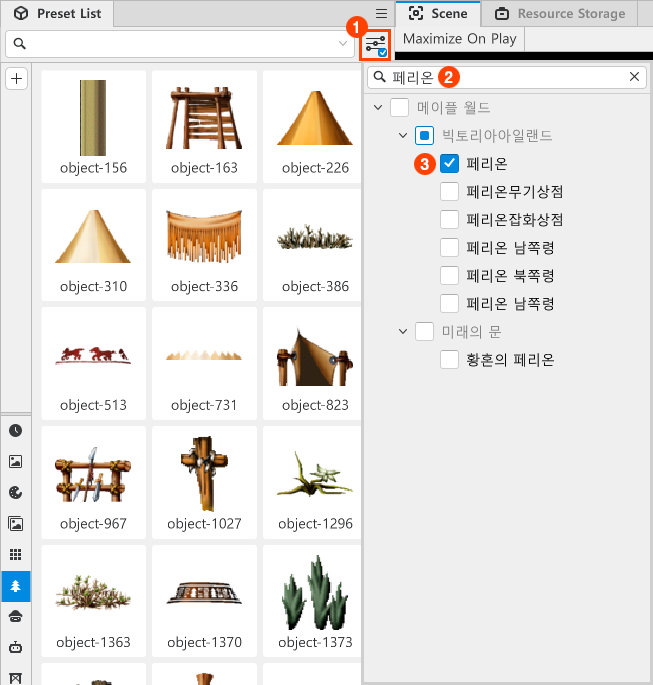 Preset List
1
Scene
Resource Storage
Maximize On Play
페리온
2
메이플 월드
빅토리아아일랜드
3
페리온
페리온무기상점
페리온잡화상점
페리온 남쪽령
페리온 북쪽령
페리온 남쪽령
미래의 문
황혼의 페리온
object-156
object-163
object-226
object-310
object-336
object-386
object-513
object-731
object-823
object-967
object-1027
object-1296
object-1363
object-1370
object-1373